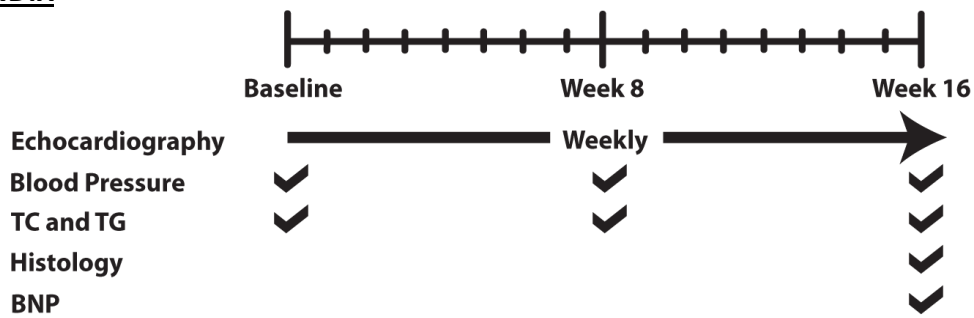 Baseline Week 8 Week 16
Echocardiography Weekly
Blood Pressure
TC and TG
Histology
BNP